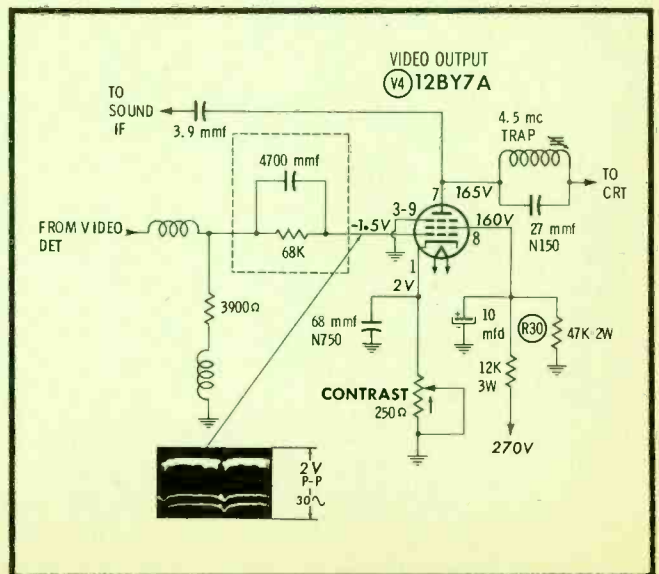 VIDEO OUTPUT
V4 12BY7A
TO
SOUND
IF
3.9 mmf
4.5 mc
TRAP
TO
CRT
4700 mmf
7
165V
3-9
-1.5V
160V
8
27 mmf
N150
FROM VIDEO
DET
68K
1
2V
3900Ω
68 mmf
N750
10
mfd
R30
47K 2W
12K
3W
CONTRAST
250Ω
270V
2V
P-P
30∿